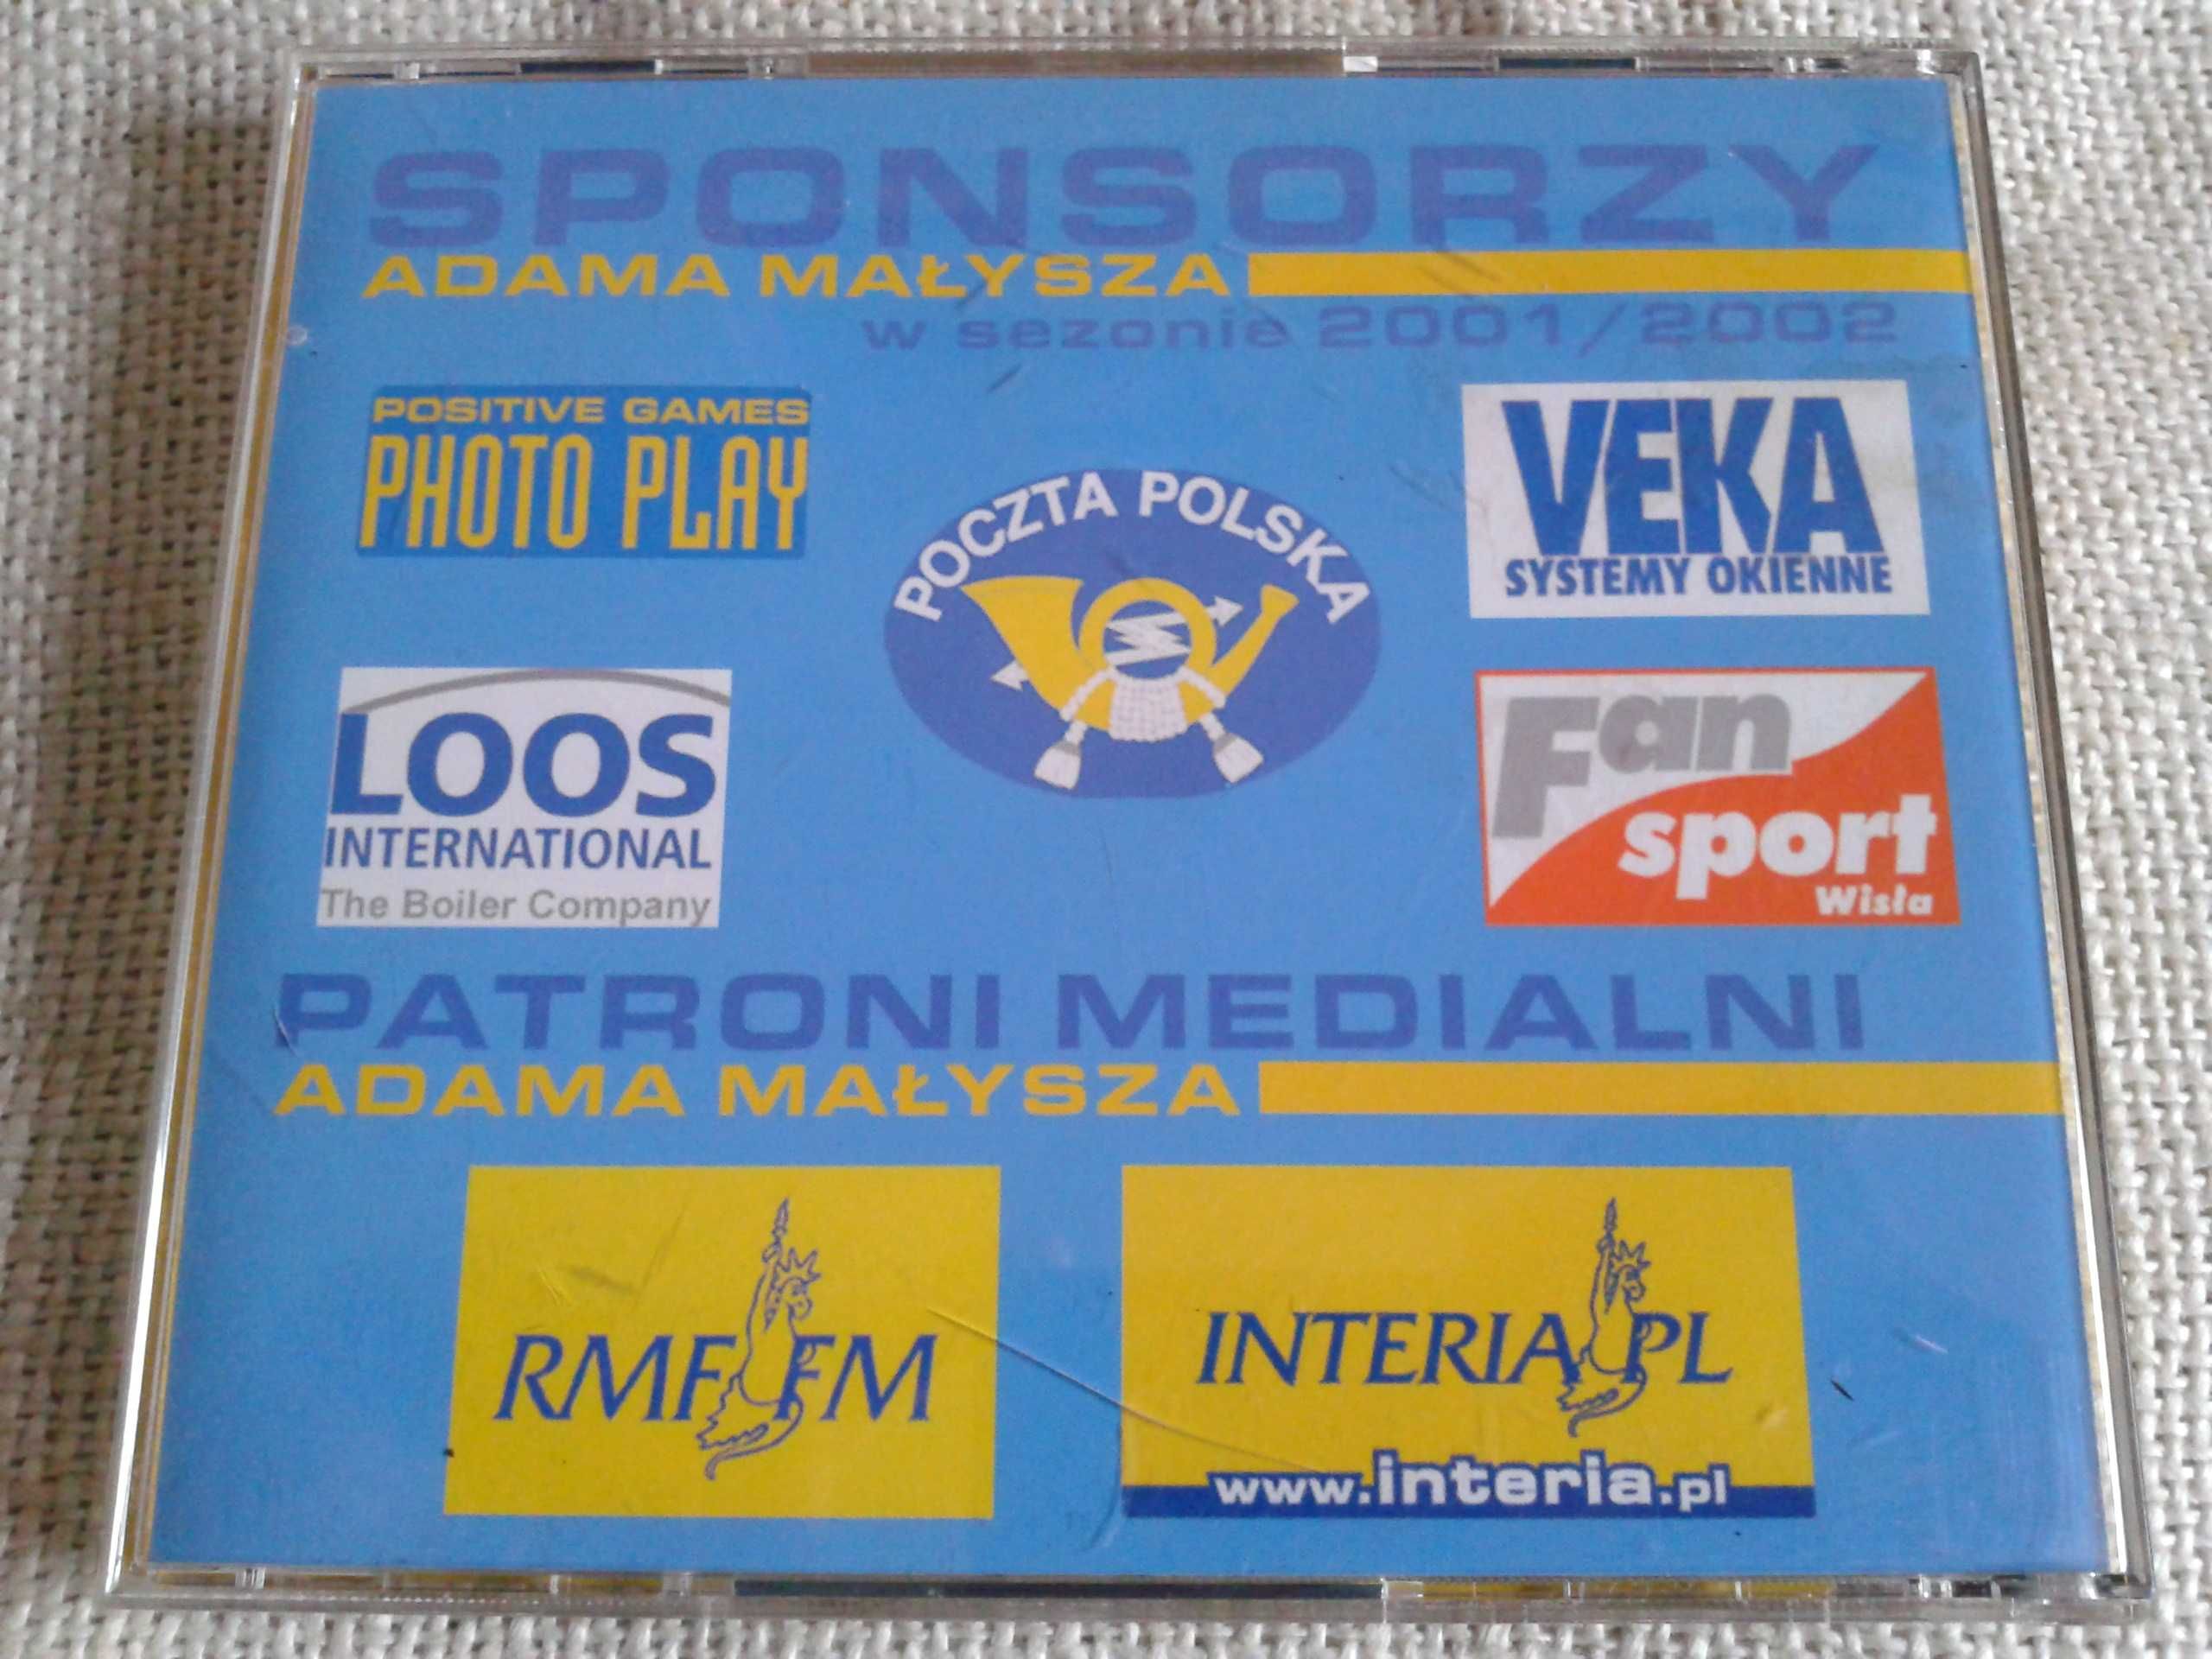 SPONSORZY
ADAMA MAŁYSZA
w sezonie 2001/2002
POSITIVE GAMES
PHOTO PLAY
POCZTA POLSKA
VEKA
SYSTEMY OKIENNE
LOOS
INTERNATIONAL
The Boiler Company
Fan
sport
Wisła
PATRONI MEDIALNI
ADAMA MAŁYSZA
RMF FM
INTERIA PL
www.interia.pl